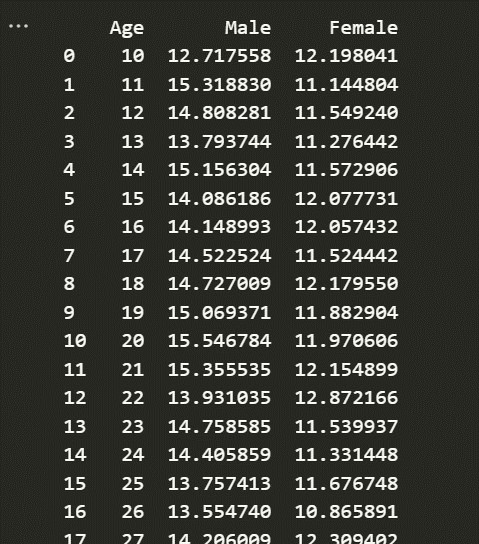 Age Male Female
0 10 12.717558 12.198041
1 11 15.318830 11.144804
2 12 14.808281 11.549240
3 13 13.793744 11.276442
4 14 15.156304 11.572906
5 15 14.086186 12.077731
6 16 14.148993 12.057432
7 17 14.522524 11.524442
8 18 14.727009 12.179550
9 19 15.069371 11.882904
10 20 15.546784 11.970606
11 21 15.355535 12.154899
12 22 13.931035 12.872166
13 23 14.758585 11.539937
14 24 14.405859 11.331448
15 25 13.757413 11.676748
16 26 13.554740 10.865891
17 27 14.206009 12.309402